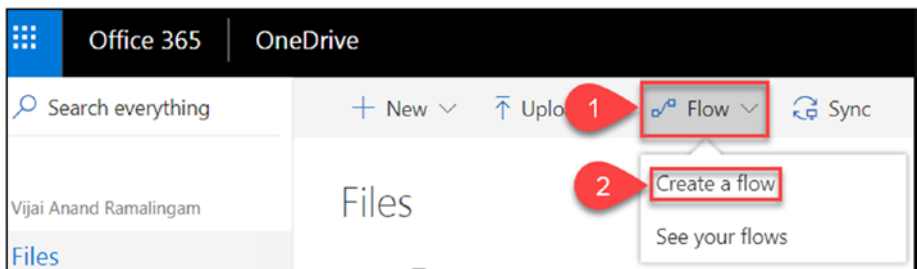 Office 365 OneDrive
Search everything
New Uplo 1 Flow Sync
Vijai Anand Ramalingam
Files
Files
2 Create a flow
See your flows